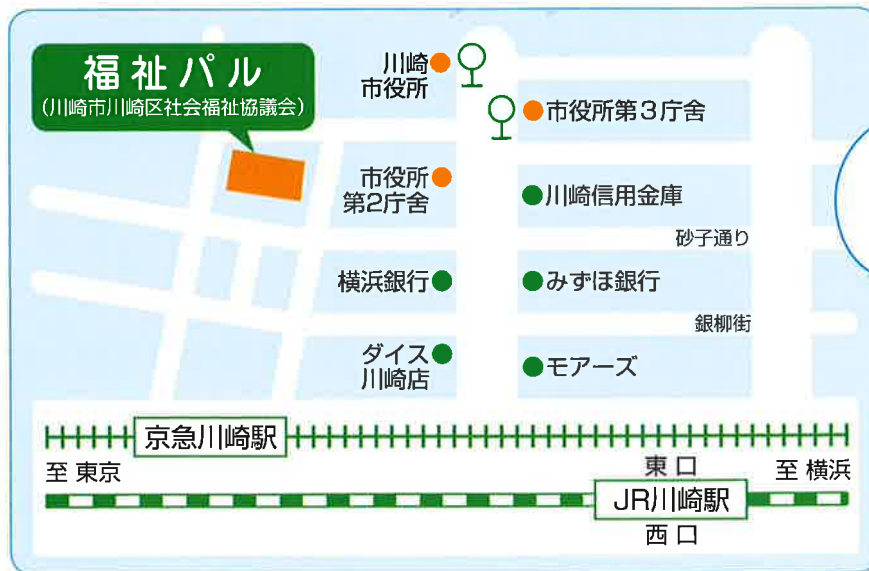 福祉パル
(川崎市川崎区社会福祉協議会)
川崎
市役所
市役所第3庁舎
市役所
第2庁舎
川崎信用金庫
砂子通り
横浜銀行
みずほ銀行
銀柳街
ダイス
川崎店
モアーズ
京急川崎駅
至 東京
東口
至 横浜
JR川崎駅
西口